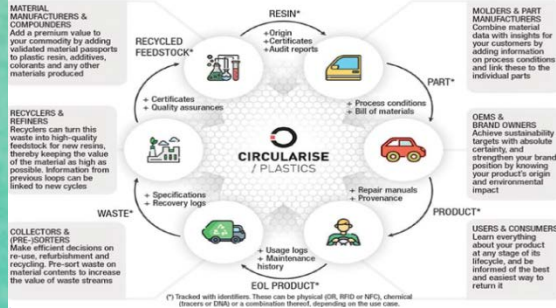 MATERIAL
MANUFACTURERS &
COMPOUNDERS
Add a premium value to
your commodity by adding
validated material passports
to plastic resin, additives,
colorants and any other
materials produced
RECYCLERS &
REFINERS
Recyclers can turn this
waste into high-quality
feedstock for new resins,
thereby keeping the value
of the material as high as
possible. Information from
previous loops can be
linked to new cycles
COLLECTORS &
(PRE-)SORTERS
Make efficient decisions on
re-use, refurbishment and
recycling. Pre-sort waste on
material contents to increase
the value of waste streams
RESIN*
+Origin
+Certificates
+Audit reports
RECYCLED
FEEDSTOCK*
+ Certificates
+ Quality assurances
+ Process conditions
+ Bill of materials
PART*
CIRCULARISE
/ PLASTICS
+ Specifications
+ Recovery logs
WASTE*
+ Repair manuals
+ Provenance
PRODUCT*
+ Usage logs
+ Maintenance
history
EOL PRODUCT*
MOLDERS & PART
MANUFACTURERS
Combine material
data with insights for
your customers by
adding information
on process conditions
and link these to the
individual parts
OEMS &
BRAND OWNERS
Achieve sustainability
targets with absolute
certainty, and
strengthen your brand
position by knowing
your product's origin
and environmental
impact
USERS & CONSUMERS
Learn everything
about your product
at any stage of its
lifecycle, and be
informed of the best
and easiest way to
return it
(*) Tracked with identifiers. These can be physical (QR, RFID or NFC), chemical
(tracers or DNA) or a combination thereof, depending on the use case.